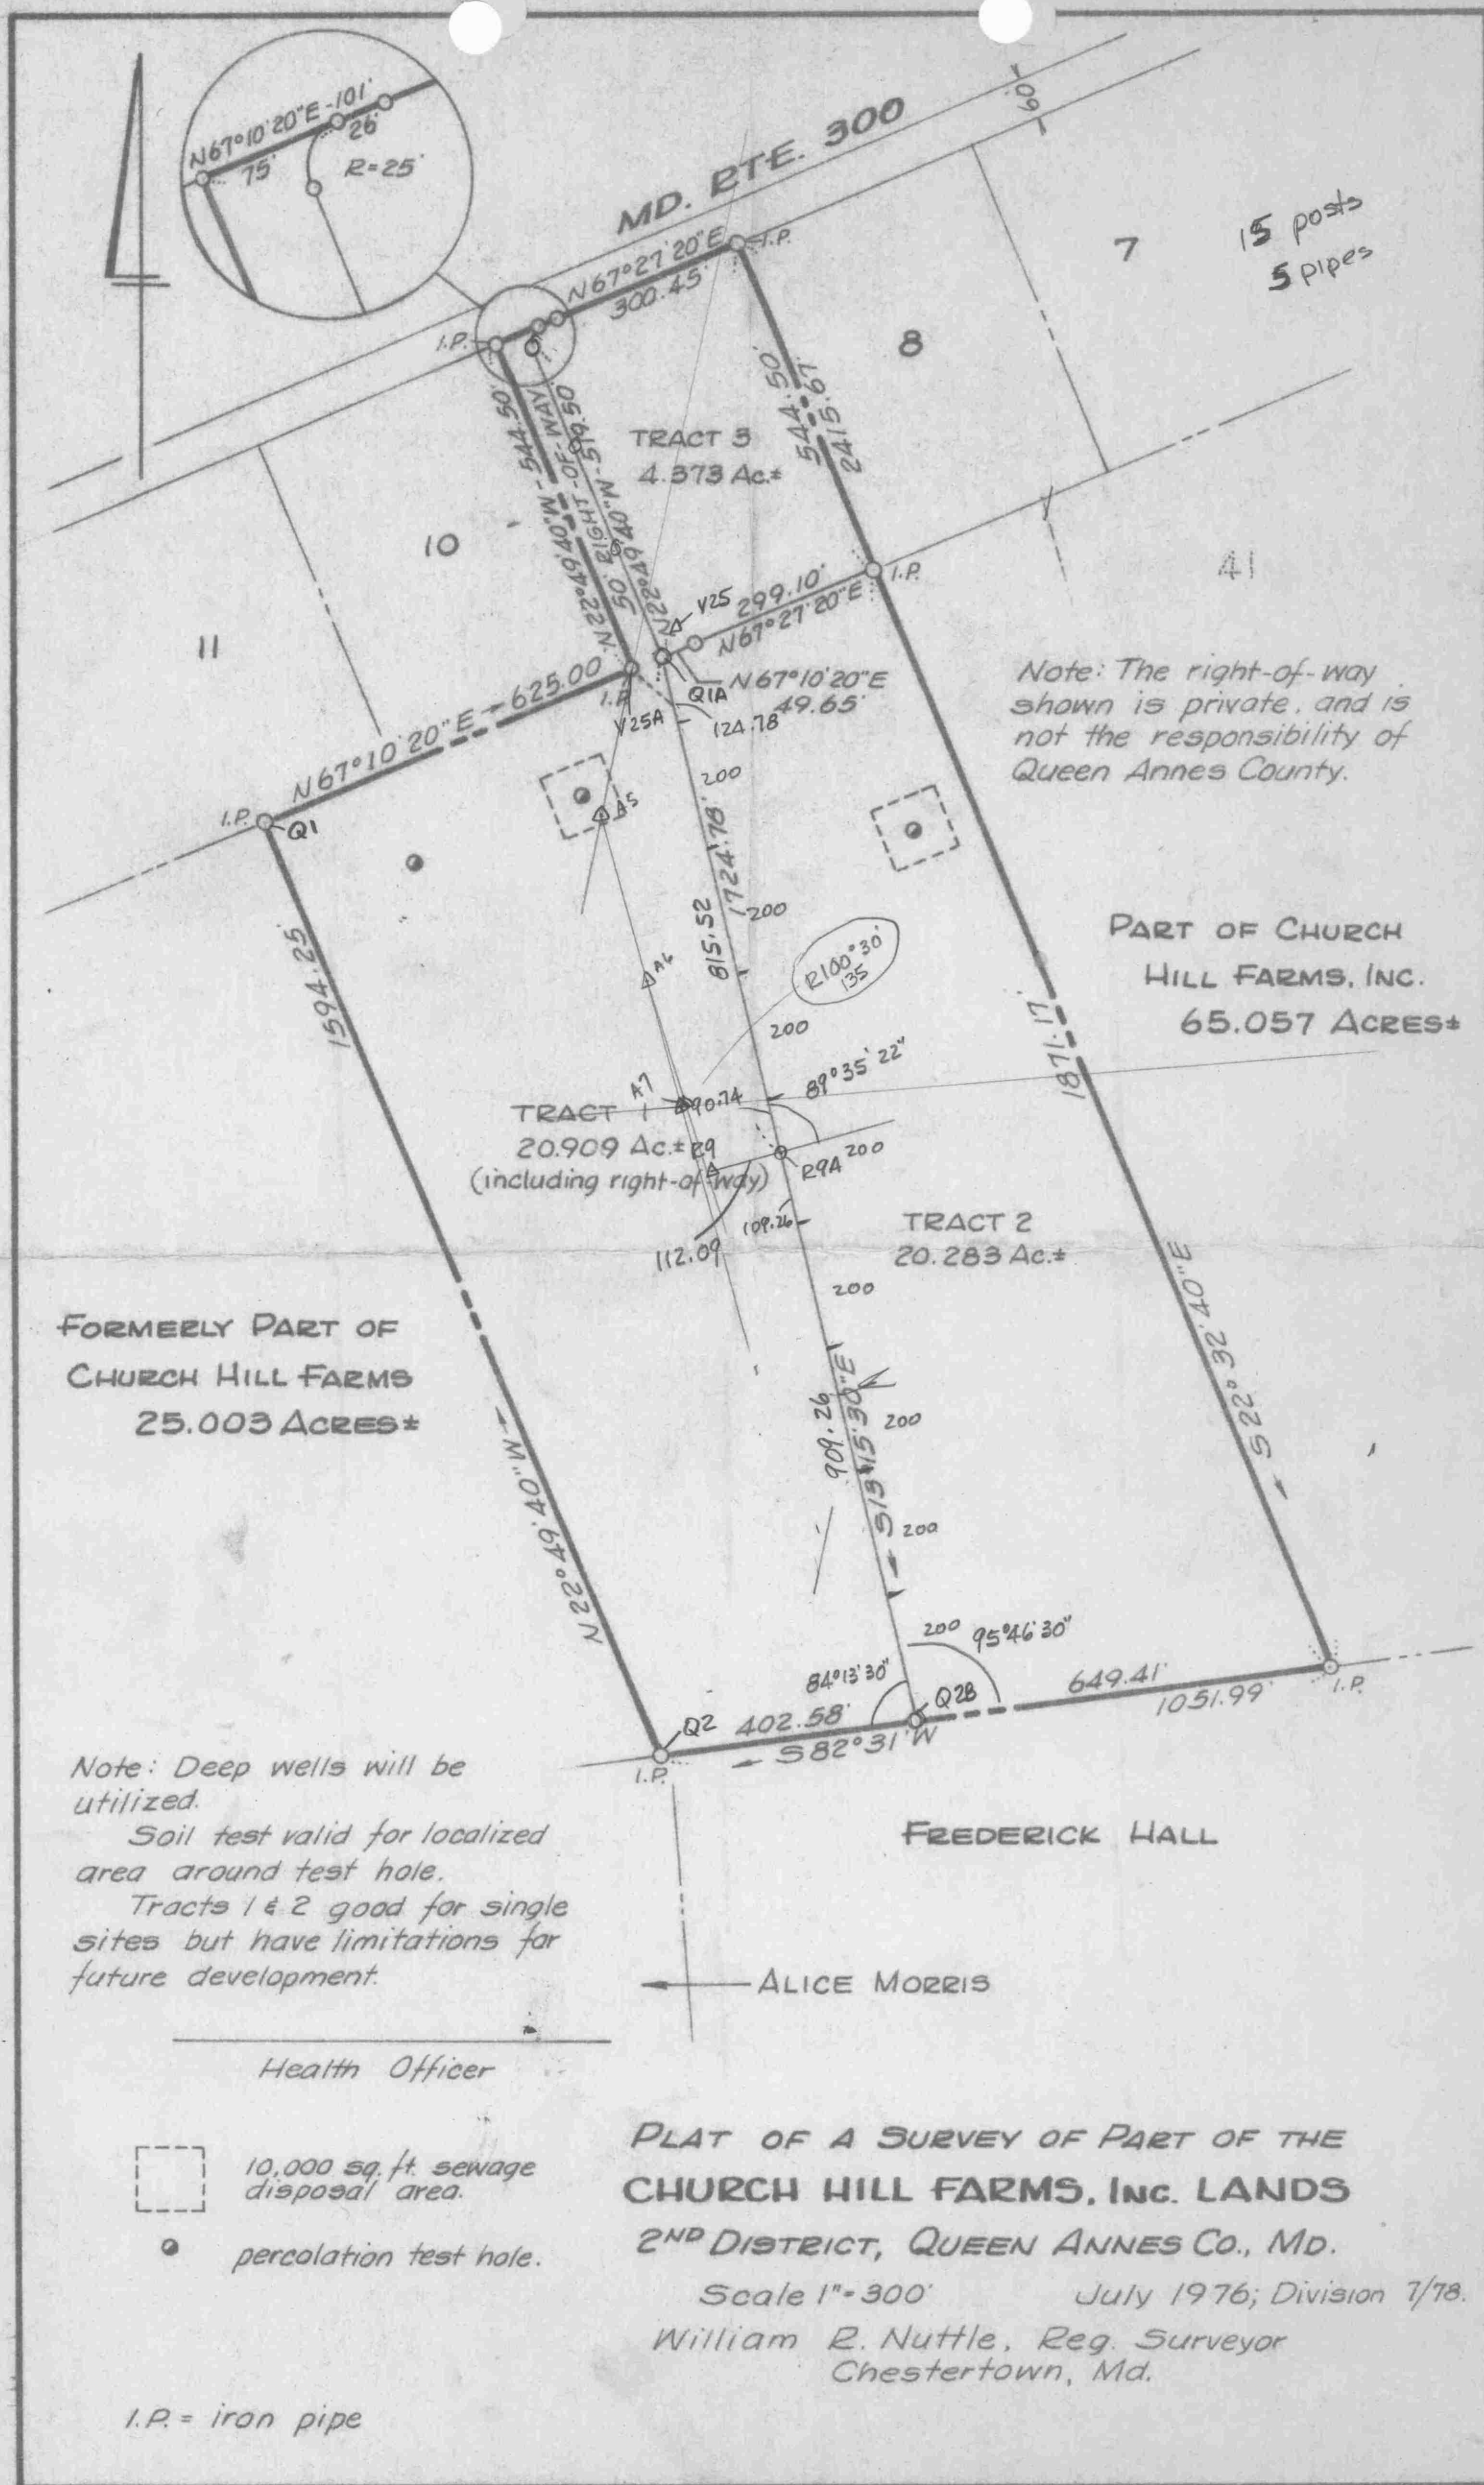 N67°10'20"E-101'
75'
26'
R=25'
MD. RTE. 300
60'
15 posts
5 pipes
7
8
10
11
41
I.P.
N67°27'20"E
300.45'
I.P.
TRACT 3
4.373 Ac.±
544.50'
2415.67'
N22°49'40"W - 544.50'
50' RIGHT-OF-WAY
N22°49'40"W - 519.50'
V25
299.10'
N67°27'20"E
I.P.
N67°10'20"E
49.65'
Q1A
I.P.
V25A
124.78
N67°10'20"E - 625.00'
I.P.
Q1
Note: The right-of-way
shown is private, and is
not the responsibility of
Queen Annes County.
200
A5
1724.78'
815.52
200
A6
R100°30'
135
200
PART OF CHURCH
HILL FARMS, INC.
65.057 ACRES±
1594.25'
1871.17'
89°35'22"
A7
90.74
TRACT 1
20.909 Ac.±
(including right-of-way)
29
R9A
200
109.26
112.09
TRACT 2
20.283 Ac.±
200
S22°32'40"E
FORMERLY PART OF
CHURCH HILL FARMS
25.003 ACRES±
N22°49'40"W
909.26
S13°15'30"E
200
200
200
95°46'30"
84°13'30"
Q2B
649.41'
1051.99'
I.P.
Q2
402.58'
S82°31'W
I.P.
Note: Deep wells will be
utilized.
Soil test valid for localized
area around test hole.
Tracts 1 & 2 good for single
sites but have limitations for
future development.
FREDERICK HALL
ALICE MORRIS
Health Officer
10,000 sq. ft. sewage
disposal area.
percolation test hole.
I.P. = iron pipe
PLAT OF A SURVEY OF PART OF THE
CHURCH HILL FARMS, INC. LANDS
2ND DISTRICT, QUEEN ANNES CO., MD.
Scale 1"=300' July 1976; Division 7/78.
William R. Nuttle, Reg. Surveyor
Chestertown, Md.